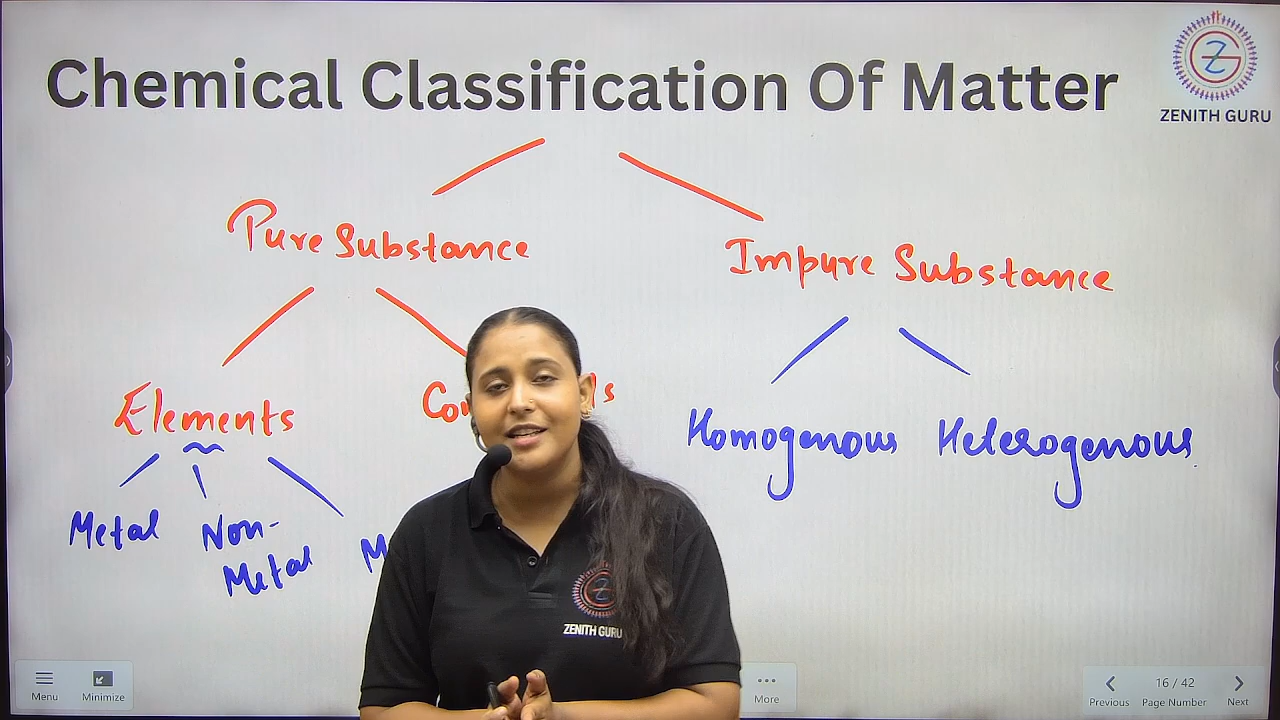 Chemical Classification Of Matter
ZENITH GURU
Pure Substance
Impure Substance
Elements
Homogenous
Heterogenous
Metal
Non-
Metal
ZENITH GURU
Menu
Minimize
More
Previous
16 / 42
Page Number
Next